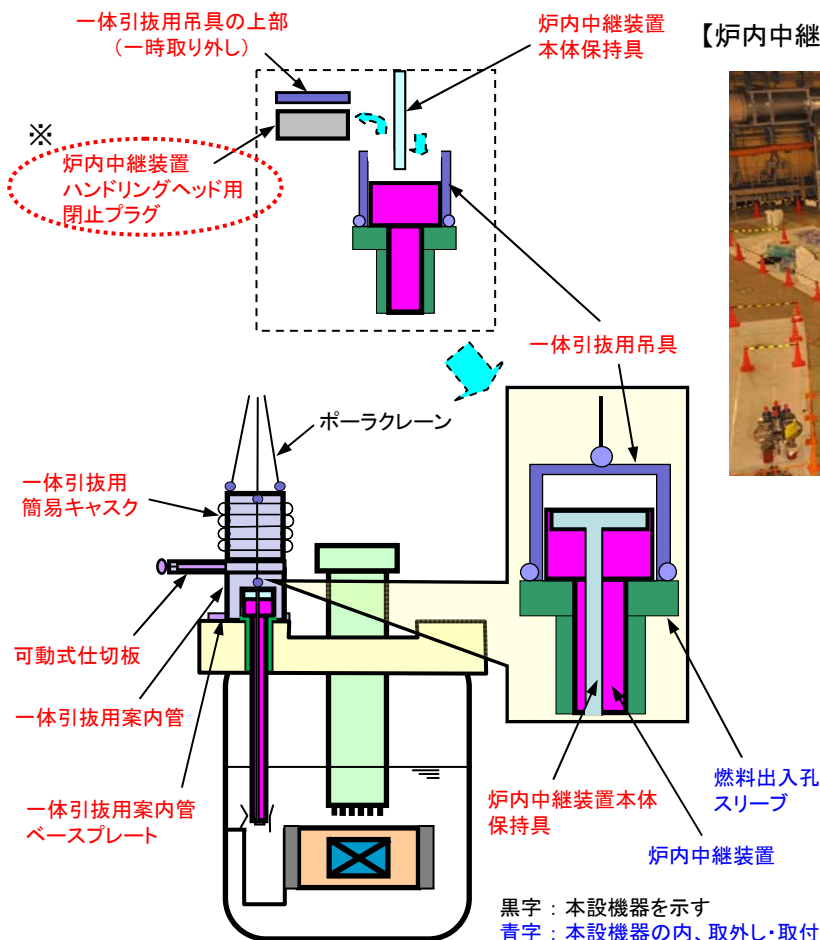 一体引抜用吊具の上部
（一時取り外し）
炉内中継装置
本体保持具
【炉内中継
※
炉内中継装置
ハンドリングヘッド用
閉止プラグ
一体引抜用吊具
ポーラクレーン
一体引抜用
簡易キャスク
可動式仕切板
一体引抜用案内管
一体引抜用案内管
ベースプレート
炉内中継装置本体
保持具
燃料出入孔
スリーブ
炉内中継装置
黒字 ： 本設機器を示す
青字 ： 本設機器の内、取外し・取付